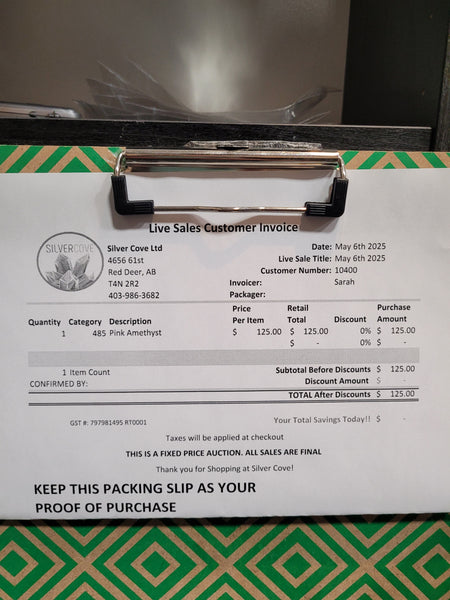 Live Sales Customer Invoice
SILVERCOVE
Silver Cove Ltd
4656 61st
Red Deer, AB
T4N 2R2
403-986-3682
Date: May 6th 2025
Live Sale Title: May 6th 2025
Customer Number: 10400
Invoicer: Sarah
Packager:
Quantity Category Description Price Per Item Retail Total Discount Purchase Amount
1 485 Pink Amethyst $ 125.00 $ 125.00 0% $ 125.00
$ - 0% $ -
1 Item Count Subtotal Before Discounts $ 125.00
CONFIRMED BY: Discount Amount $ -
TOTAL After Discounts $ 125.00
GST #: 797981495 RT0001 Your Total Savings Today!! $ -
Taxes will be applied at checkout
THIS IS A FIXED PRICE AUCTION. ALL SALES ARE FINAL
Thank you for Shopping at Silver Cove!
KEEP THIS PACKING SLIP AS YOUR
PROOF OF PURCHASE